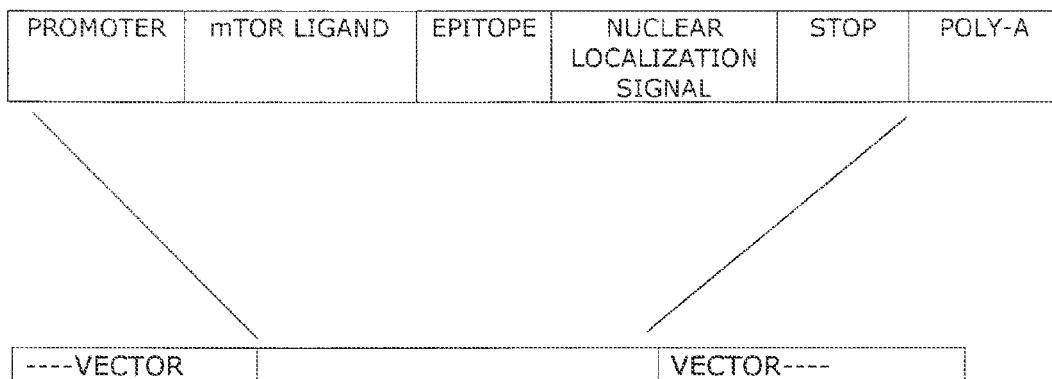 PROMOTER mTOR LIGAND EPITOPE NUCLEAR STOP POLY-A
LOCALIZATION
SIGNAL
----VECTOR VECTOR----